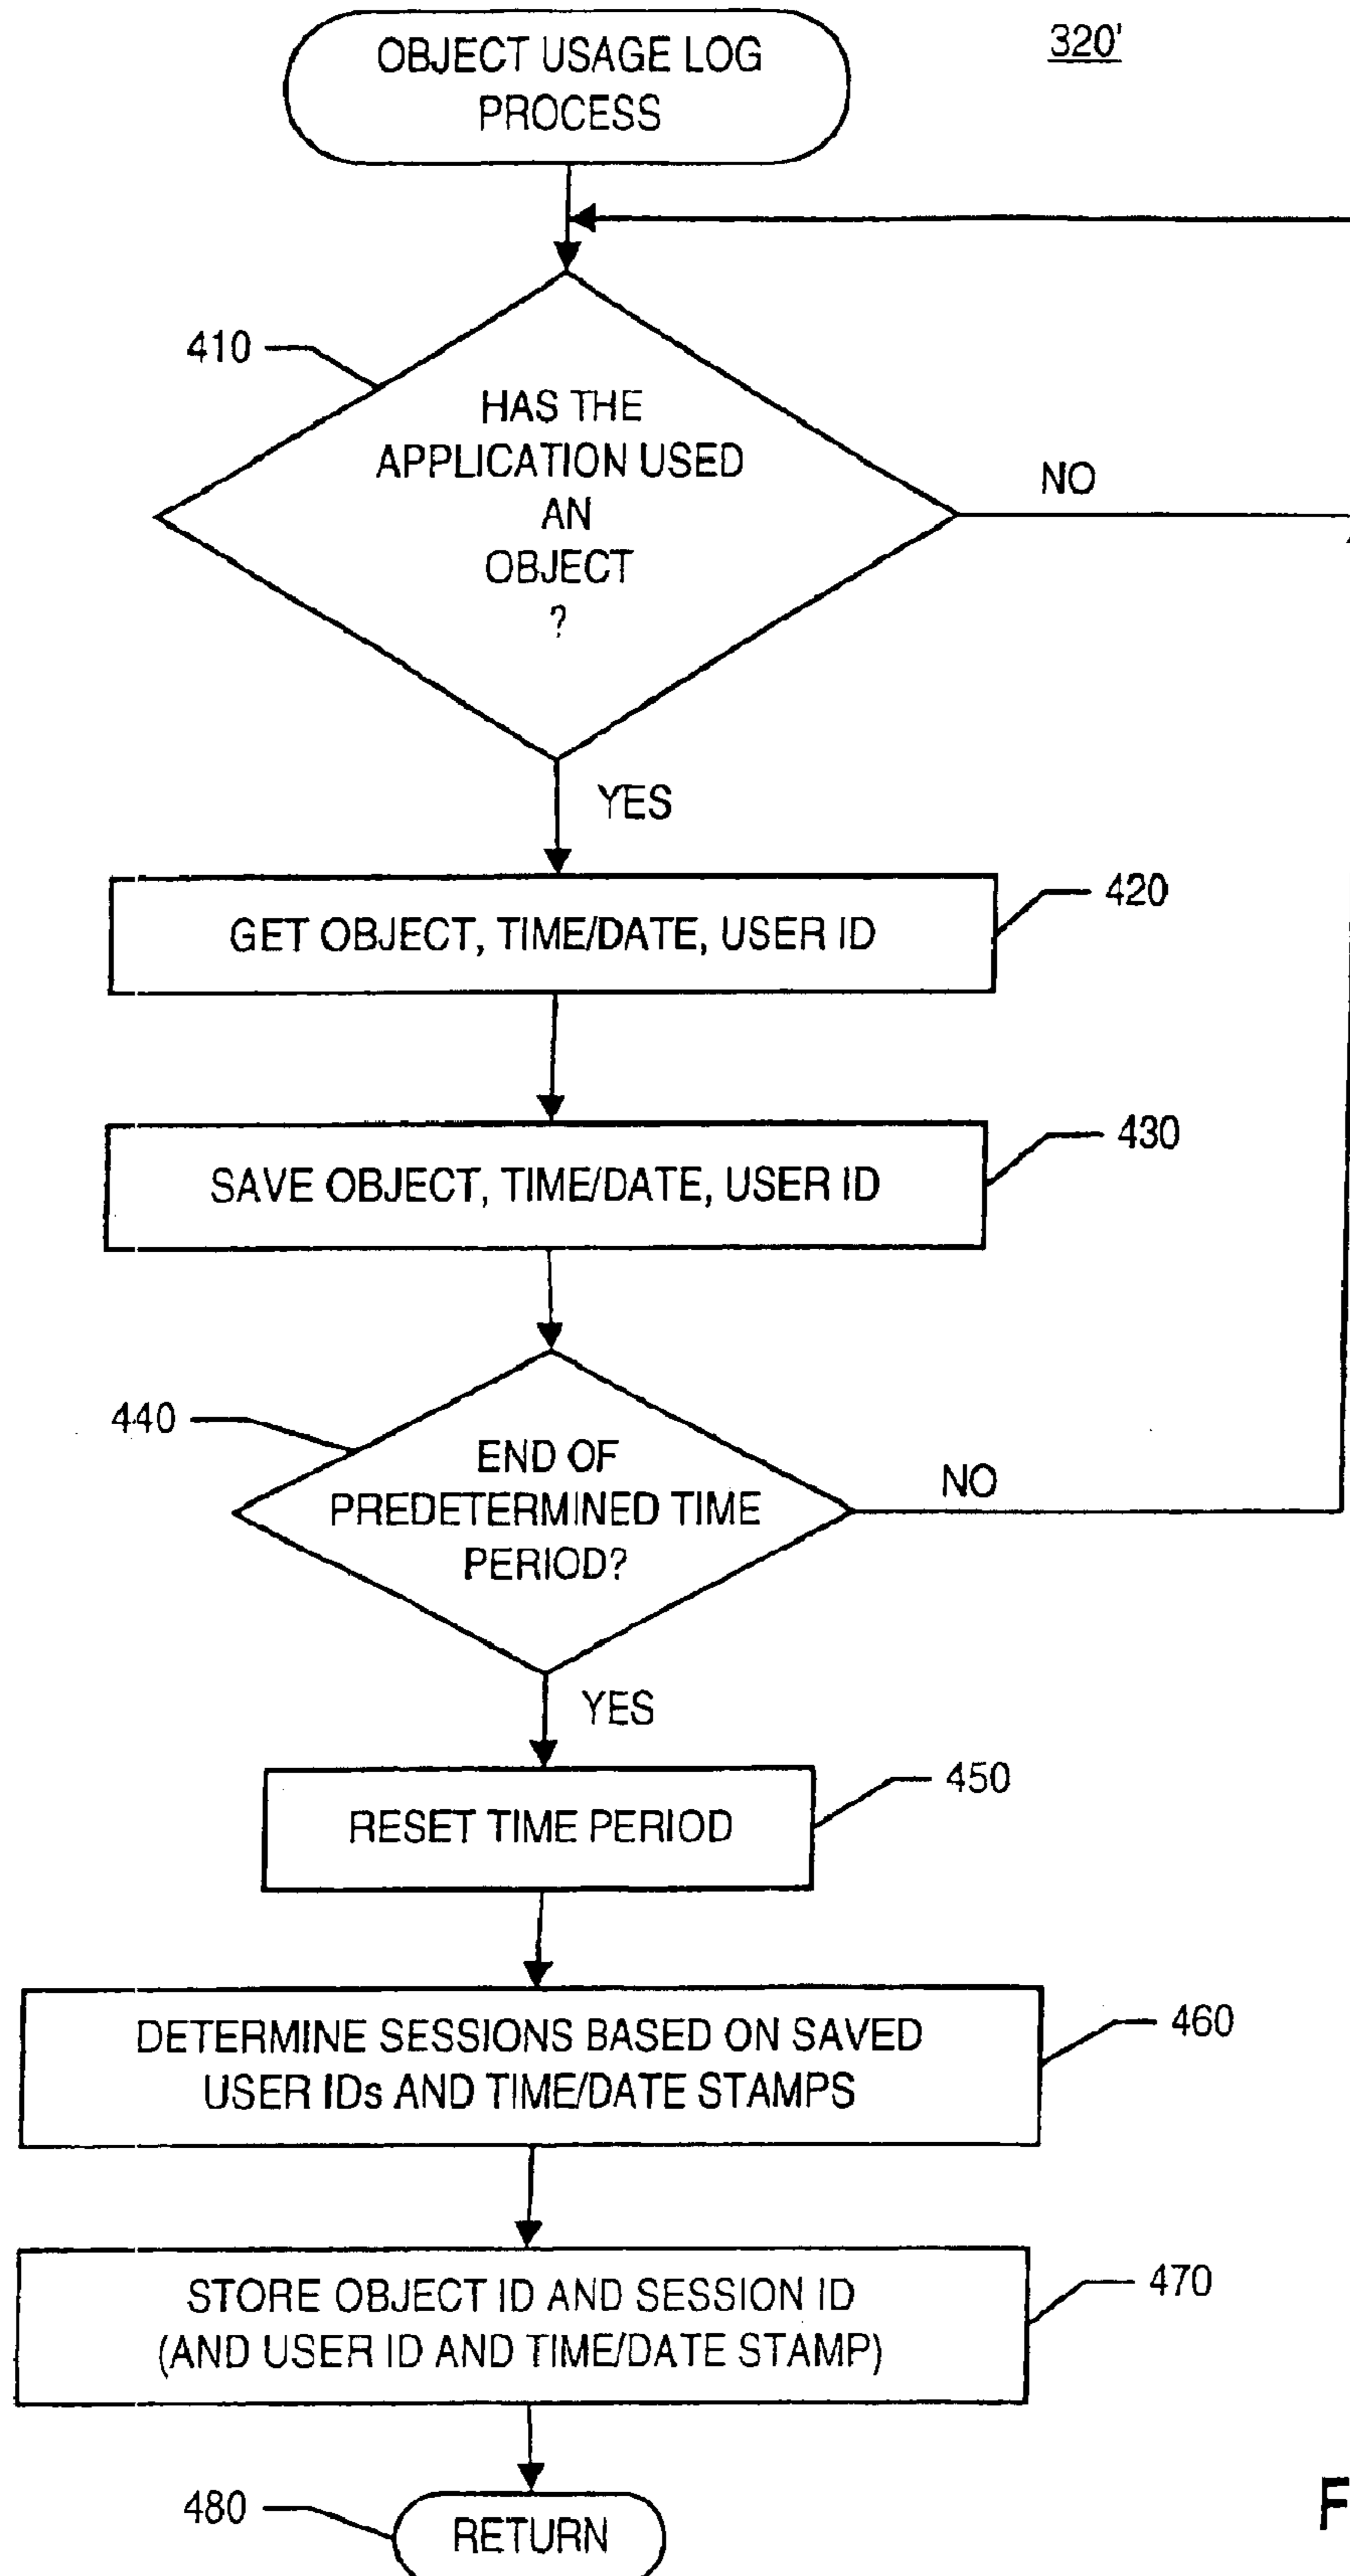 OBJECT USAGE LOG
PROCESS
320'
410
HAS THE
APPLICATION USED
AN
OBJECT
?
NO
YES
420
GET OBJECT, TIME/DATE, USER ID
430
SAVE OBJECT, TIME/DATE, USER ID
440
END OF
PREDETERMINED TIME
PERIOD?
NO
YES
450
RESET TIME PERIOD
460
DETERMINE SESSIONS BASED ON SAVED
USER IDs AND TIME/DATE STAMPS
470
STORE OBJECT ID AND SESSION ID
(AND USER ID AND TIME/DATE STAMP)
480
RETURN
F